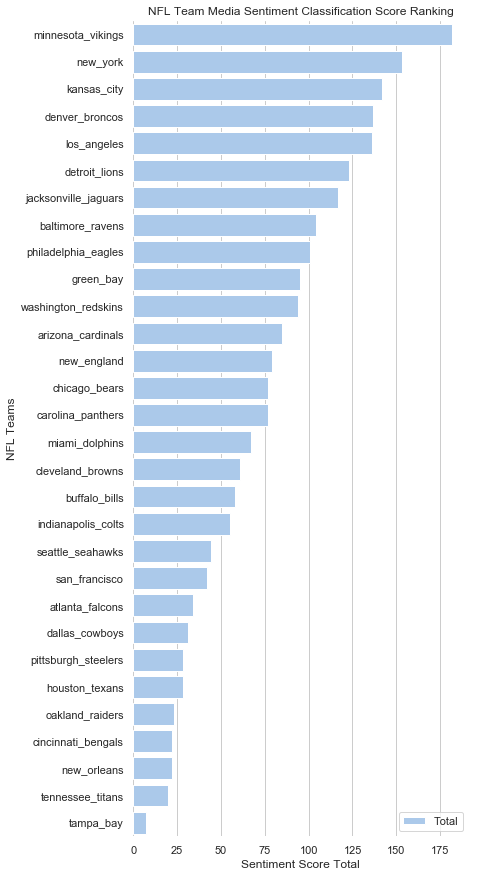 NFL Team Media Sentiment Classification Score Ranking
minnesota_vikings
new_york
kansas_city
denver_broncos
los_angeles
detroit_lions
jacksonville_jaguars
baltimore_ravens
philadelphia_eagles
green_bay
washington_redskins
arizona_cardinals
new_england
chicago_bears
carolina_panthers
miami_dolphins
cleveland_browns
buffalo_bills
indianapolis_colts
seattle_seahawks
san_francisco
atlanta_falcons
dallas_cowboys
pittsburgh_steelers
houston_texans
oakland_raiders
cincinnati_bengals
new_orleans
tennessee_titans
tampa_bay
NFL Teams
Total
0 25 50 75 100 125 150 175
Sentiment Score Total